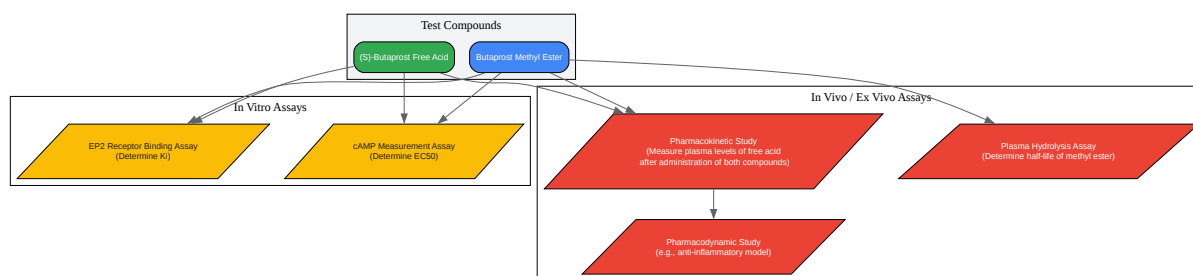 Test Compounds
(S)-Butaprost Free Acid
Butaprost Methyl Ester
In Vitro Assays
EP2 Receptor Binding Assay
(Determine Ki)
cAMP Measurement Assay
(Determine EC50)
In Vivo / Ex Vivo Assays
Pharmacokinetic Study
(Measure plasma levels of free acid
after administration of both compounds)
Plasma Hydrolysis Assay
(Determine half-life of methyl ester)
Pharmacodynamic Study
(e.g., anti-inflammatory model)